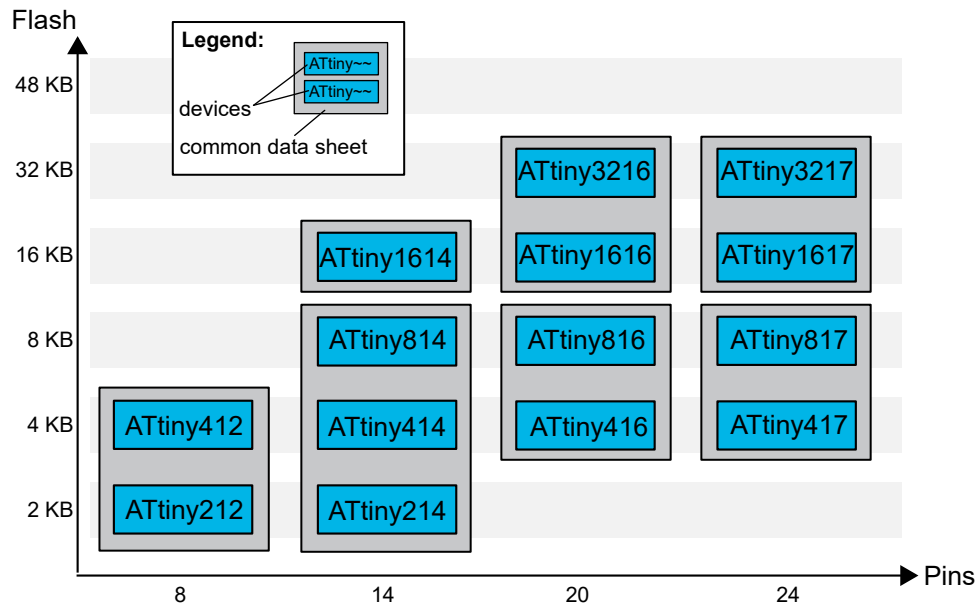 Flash
Legend:
ATtiny~~
ATtiny~~
devices
common data sheet
48 KB
32 KB
ATtiny3216
ATtiny3217
16 KB
ATtiny1614
ATtiny1616
ATtiny1617
8 KB
ATtiny814
ATtiny816
ATtiny817
4 KB
ATtiny412
ATtiny414
ATtiny416
ATtiny417
2 KB
ATtiny212
ATtiny214
8
14
20
24
Pins